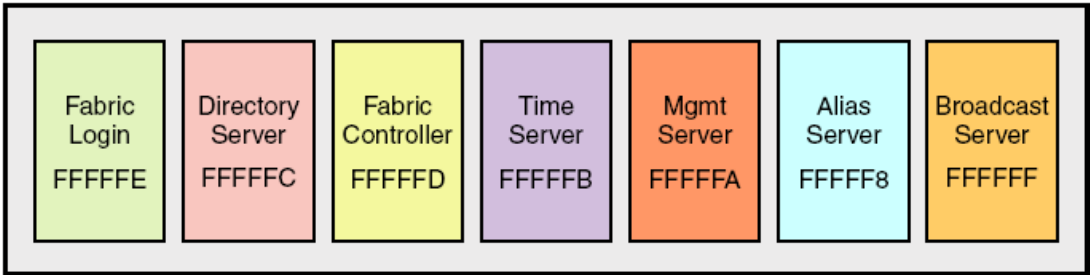 Fabric
Login
FFFFFE
Directory
Server
FFFFFC
Fabric
Controller
FFFFFD
Time
Server
FFFFFB
Mgmt
Server
FFFFFA
Alias
Server
FFFFF8
Broadcast
Server
FFFFFF